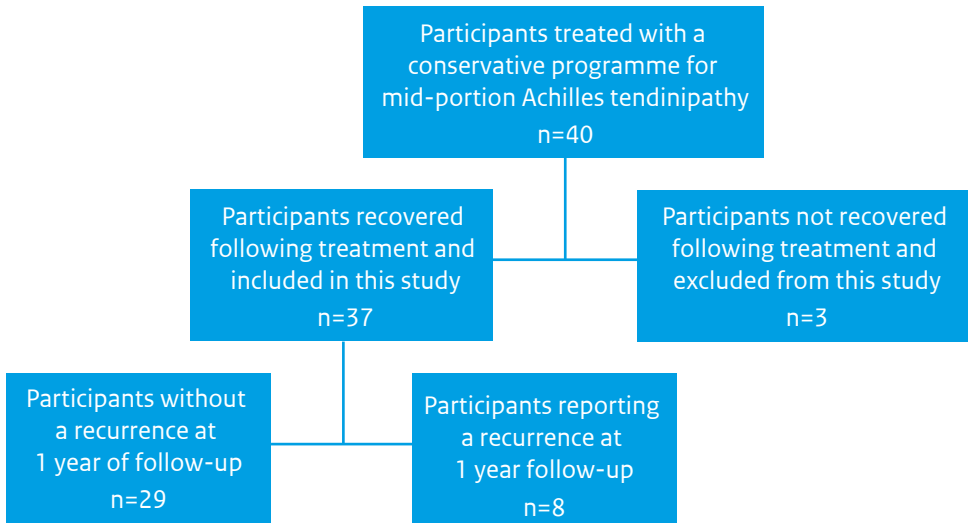 Participants treated with a
conservative programme for
mid-portion Achilles tendinipathy
n=40
Participants recovered
following treatment and
included in this study
n=37
Participants not recovered
following treatment and
excluded from this study
n=3
Participants without
a recurrence at
1 year of follow-up
n=29
Participants reporting
a recurrence at
1 year follow-up
n=8